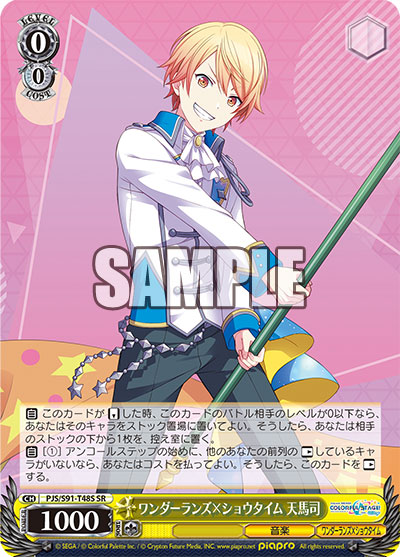 LEVEL
0
0
COST
SAMPLE
自 このカードが した時、このカードのバトル相手のレベルが0以下なら、
あなたはそのキャラをストック置場に置いてよい。そうしたら、あなたは相手
のストックの下から1枚を、控え室に置く。
自 [⑴] アンコールステップの始めに、他のあなたの前列の しているキャ
ラがいないなら、あなたはコストを払ってよい。そうしたら、このカードを する。
CH PJS/S91-T48S SR
ワンダーランズ×ショウタイム 天馬司
COLORFUL STAGE!
POWER
1000
SOUL
音楽
ワンダーランズ×ショウタイム
© SEGA / © Colorful Palette Inc. / © Crypton Future Media, INC. www.piapro.net piapro All rights reserved.